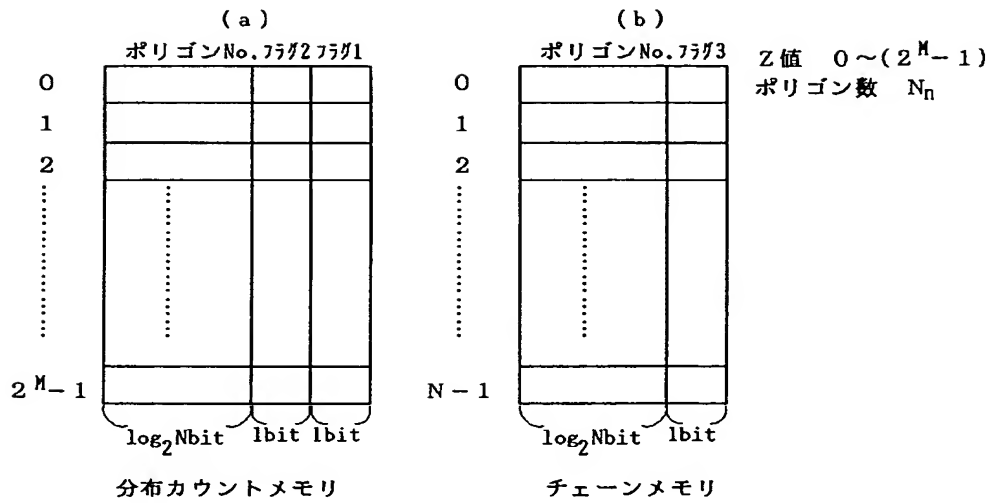 (a)
ポリゴンNo. フラグ2 フラグ1
0
1
2
2^M-1
log₂Nbit 1bit 1bit
分布カウントメモリ
(b)
ポリゴンNo. フラグ3
0
1
2
N-1
log₂Nbit 1bit
チェーンメモリ
Z値 0~(2^M-1)
ポリゴン数 Nn